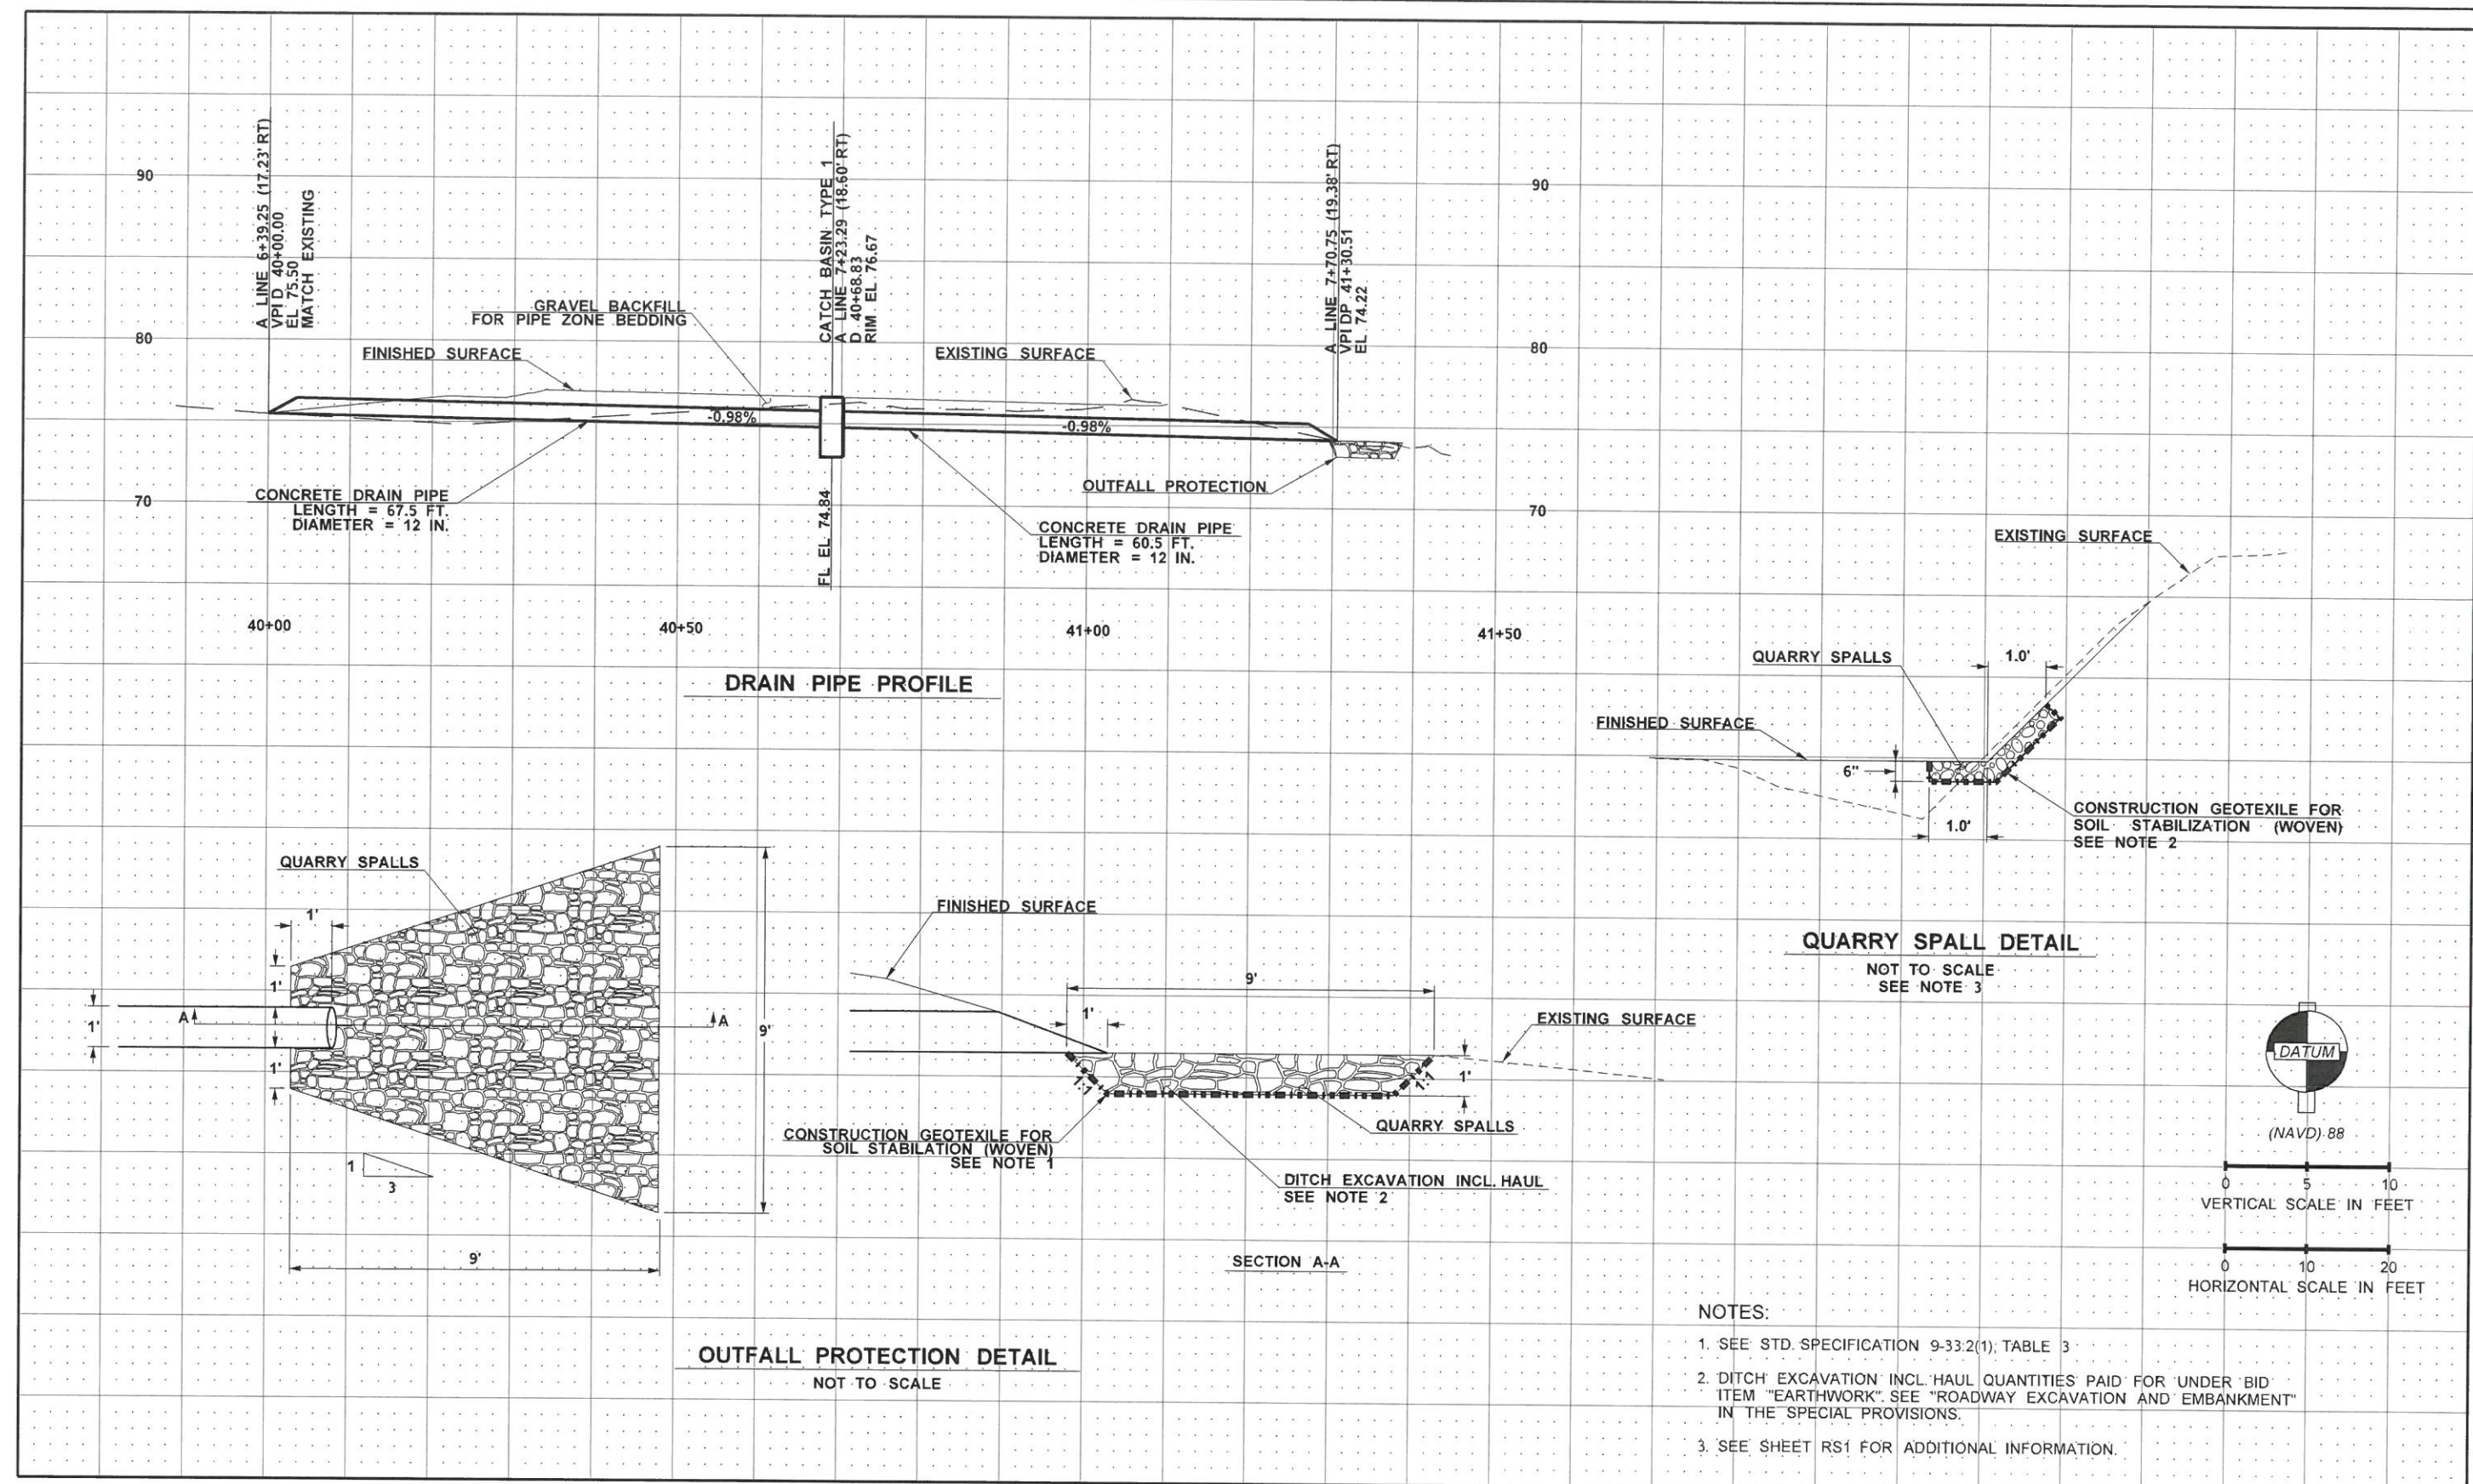 A LINE 6+39.25 (17.23' RT)
VPI D 40+00.00
EL 75.50
MATCH EXISTING
CATCH BASIN TYPE 1
A LINE 7+23.29 (18.60' RT)
D 40+68.83
RIM EL 76.67
A LINE 7+70.75 (19.38' RT)
VPI DP 41+30.51
EL 74.22
90
90
GRAVEL BACKFILL
FOR PIPE ZONE BEDDING
80
FINISHED SURFACE
EXISTING SURFACE
80
-0.98%
-0.98%
70
CONCRETE DRAIN PIPE
LENGTH = 67.5 FT.
DIAMETER = 12 IN.
FL EL 74.84
OUTFALL PROTECTION
CONCRETE DRAIN PIPE
LENGTH = 60.5 FT.
DIAMETER = 12 IN.
70
40+00
40+50
41+00
41+50
DRAIN PIPE PROFILE
EXISTING SURFACE
QUARRY SPALLS
1.0'
FINISHED SURFACE
6"
1.0'
CONSTRUCTION GEOTEXILE FOR
SOIL STABILIZATION (WOVEN)
SEE NOTE 2
QUARRY SPALL DETAIL
NOT TO SCALE
SEE NOTE 3
QUARRY SPALLS
1'
1'
A
A
1'
9'
1'
1
3
9'
FINISHED SURFACE
9'
1'
EXISTING SURFACE
1:1
1:1
1'
CONSTRUCTION GEOTEXILE FOR
SOIL STABILATION (WOVEN)
SEE NOTE 1
QUARRY SPALLS
DITCH EXCAVATION INCL. HAUL
SEE NOTE 2
SECTION A-A
OUTFALL PROTECTION DETAIL
NOT TO SCALE
DATUM
(NAVD) 88
0 5 10
VERTICAL SCALE IN FEET
0 10 20
HORIZONTAL SCALE IN FEET
NOTES:
1. SEE STD. SPECIFICATION 9-33.2(1), TABLE 3
2. DITCH EXCAVATION INCL. HAUL QUANTITIES PAID FOR UNDER BID
ITEM "EARTHWORK". SEE "ROADWAY EXCAVATION AND EMBANKMENT"
IN THE SPECIAL PROVISIONS.
3. SEE SHEET RS1 FOR ADDITIONAL INFORMATION.